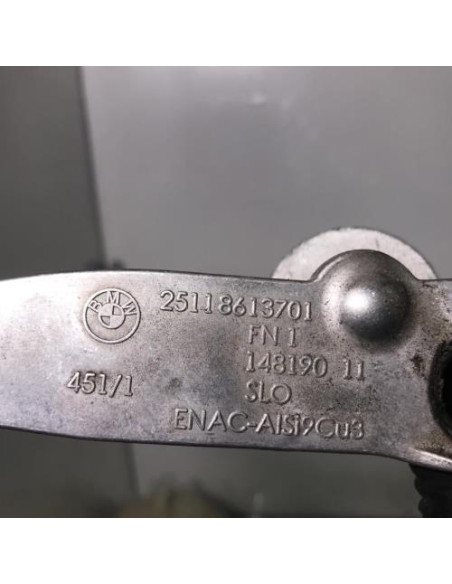 BMW
25118613701
FN 1
148190 11
451/1
SLO
ENAC-AlSi9Cu3